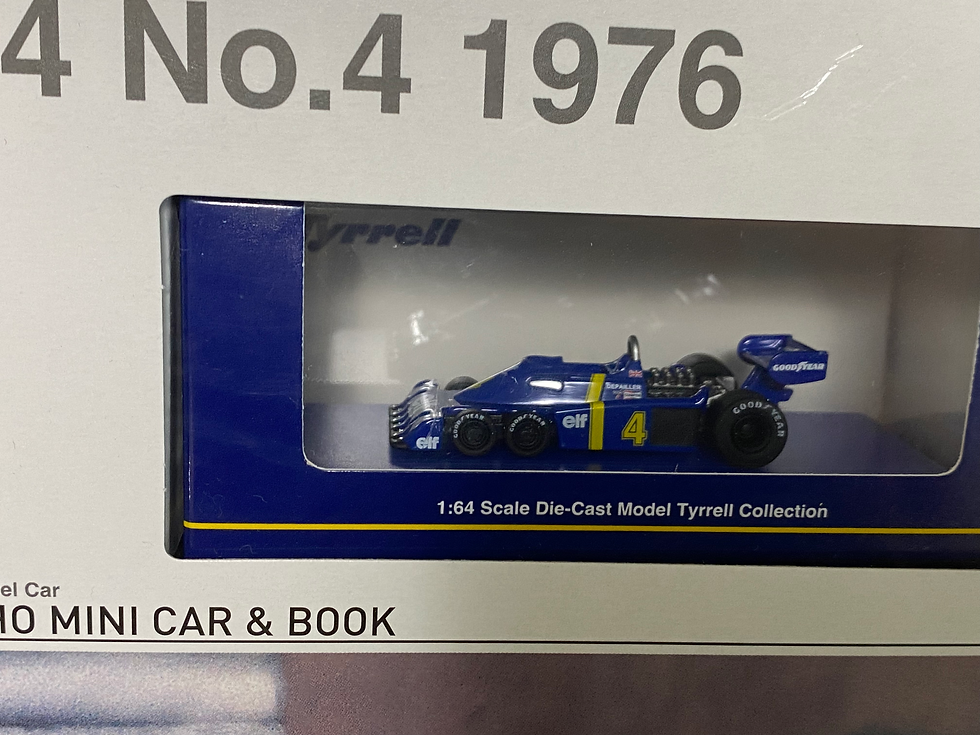 4 No.4 1976
Tyrrell
GOODYEAR
DEPAILLER
elf
4
GOODYEAR
elf
GOODYEAR
GOODYEAR
1:64 Scale Die-Cast Model Tyrrell Collection
el Car
HO MINI CAR & BOOK